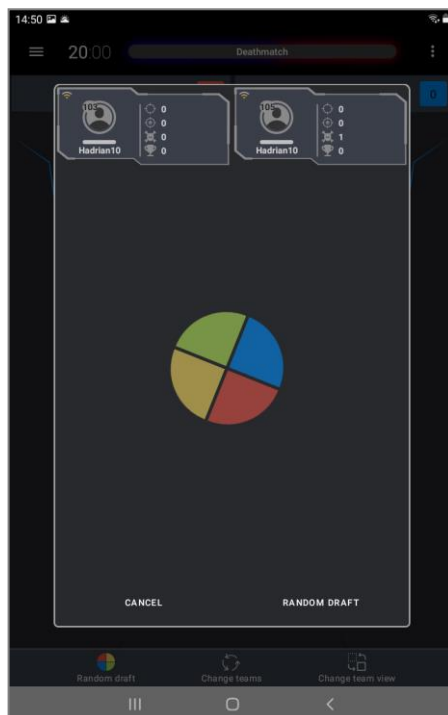 14:50
20:00
Deathmatch
0
103
Hadrian10
0
0
0
0
105
Hadrian10
0
0
1
0
CANCEL
RANDOM DRAFT
Random draft
Change teams
Change team view